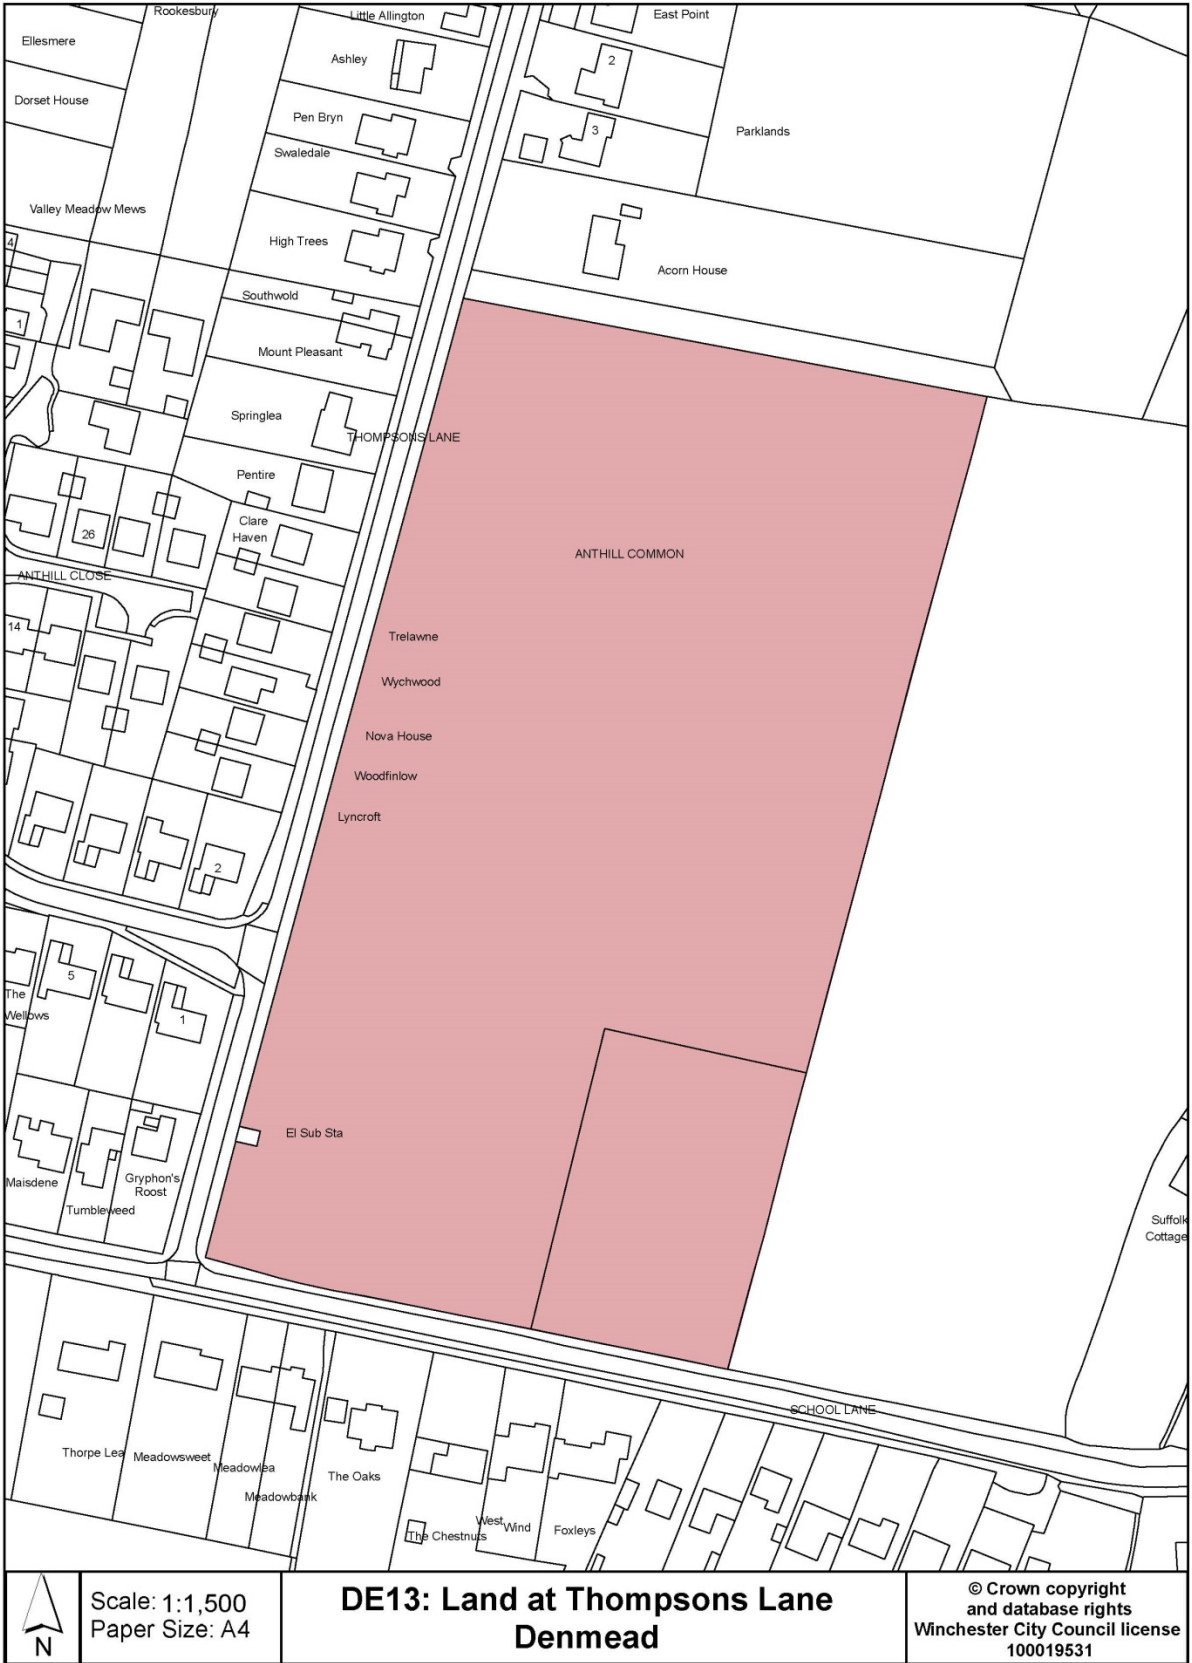 Rookesbury
Little Allington
East Point
Ellesmere
Ashley
2
Dorset House
Pen Bryn
3
Parklands
Swaledale
Valley Meadow Mews
4
High Trees
Acorn House
Southwold
1
Mount Pleasant
Springlea
THOMPSONS LANE
Pentire
Clare
Haven
26
ANTHILL COMMON
ANTHILL CLOSE
14
Trelawne
Wychwood
Nova House
Woodfinlow
Lyncroft
2
5
The
Wellows
1
El Sub Sta
Maisdene
Gryphon's
Roost
Tumbleweed
Suffolk
Cottage
SCHOOL LANE
Thorpe Lea
Meadowsweet
Meadowlea
Meadowbank
The Oaks
The Chestnuts
West Wind
Foxleys
N
Scale: 1:1,500
Paper Size: A4
DE13: Land at Thompsons Lane
Denmead
© Crown copyright
and database rights
Winchester City Council license
100019531